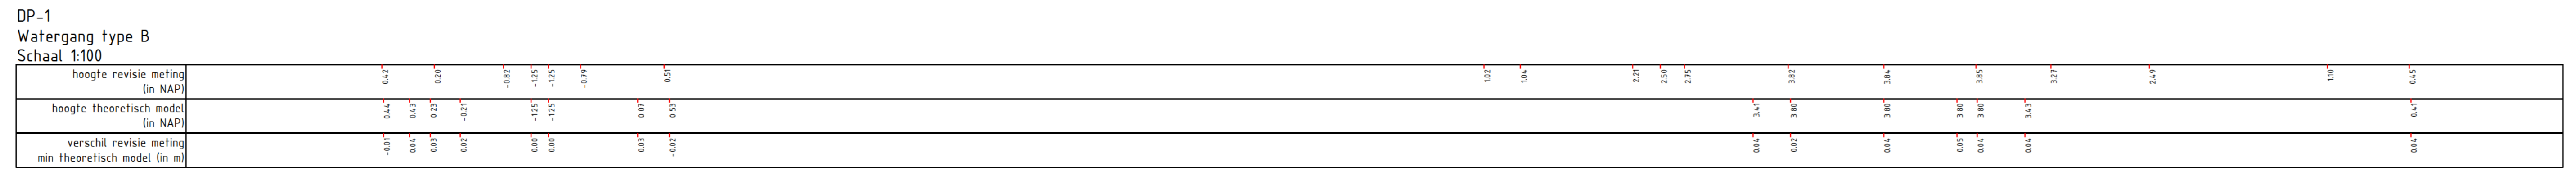 DP-1
Watergang type B
Schaal 1:100
hoogte revisie meting
(in NAP)
0.42 0.20 -0.82 -1.25 -1.25 -0.79 0.51 1.02 1.04 2.21 2.50 2.75 3.82 3.84 3.85 3.27 2.49 1.10 0.45
hoogte theoretisch model
(in NAP)
0.44 0.43 0.23 -0.21 -1.25 -1.25 0.07 0.53 3.41 3.80 3.80 3.80 3.80 3.43 0.41
verschil revisie meting
min theoretisch model (in m)
-0.01 0.04 0.03 0.02 0.00 0.00 0.03 -0.02 0.04 0.02 0.04 0.05 0.04 0.04 0.04